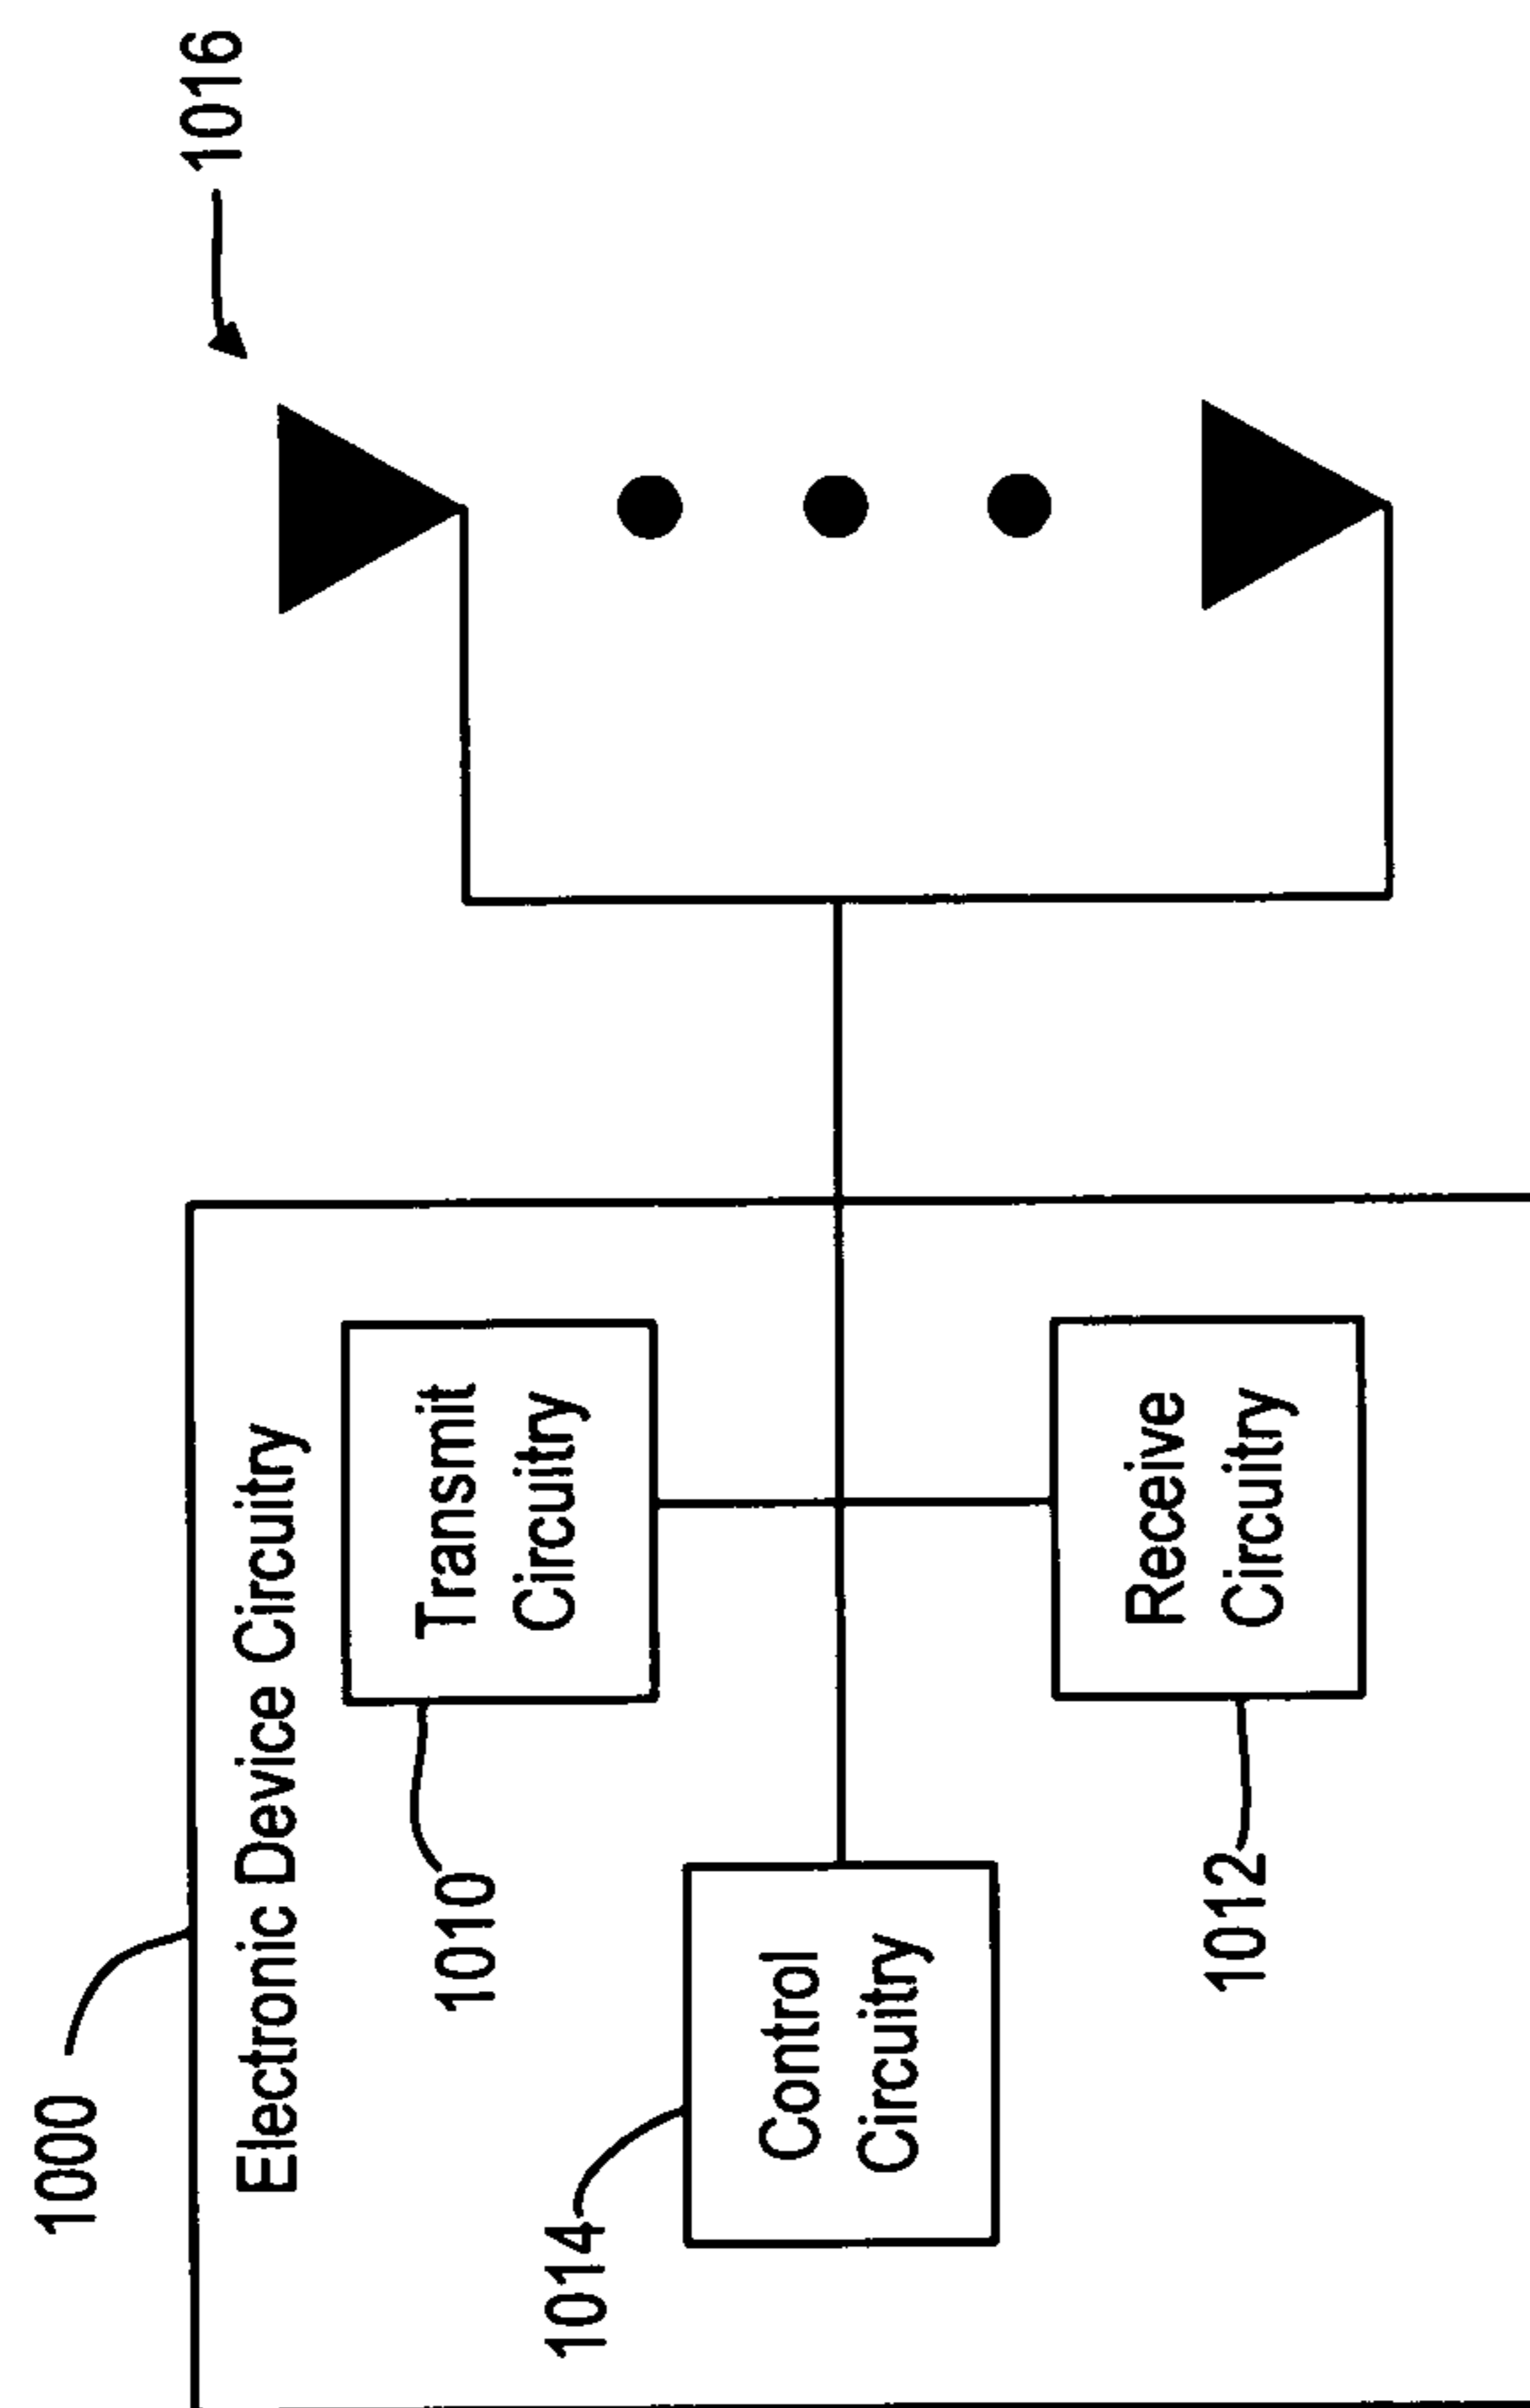 1000
Electronic Device Circuitry
1010
Transmit
Circuitry
1016
1014
Control
Circuitry
1012
Receive
Circuitry